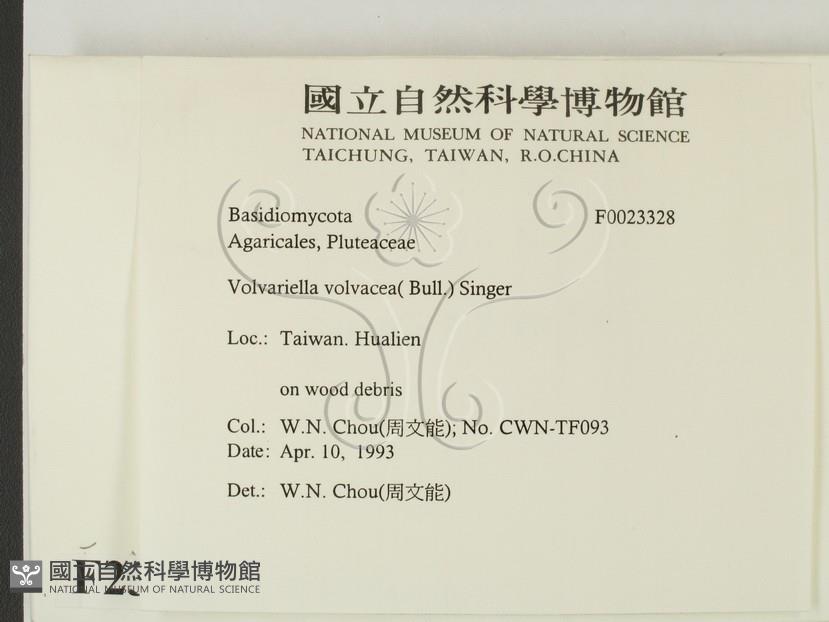 國立自然科學博物館
NATIONAL MUSEUM OF NATURAL SCIENCE
TAICHUNG, TAIWAN, R.O.CHINA
Basidiomycota F0023328
Agaricales, Pluteaceae
Volvariella volvacea( Bull.) Singer
Loc.: Taiwan. Hualien
on wood debris
Col.: W.N. Chou(周文能); No. CWN-TF093
Date: Apr. 10, 1993
Det.: W.N. Chou(周文能)
國立自然科學博物館
NATIONAL MUSEUM OF NATURAL SCIENCE